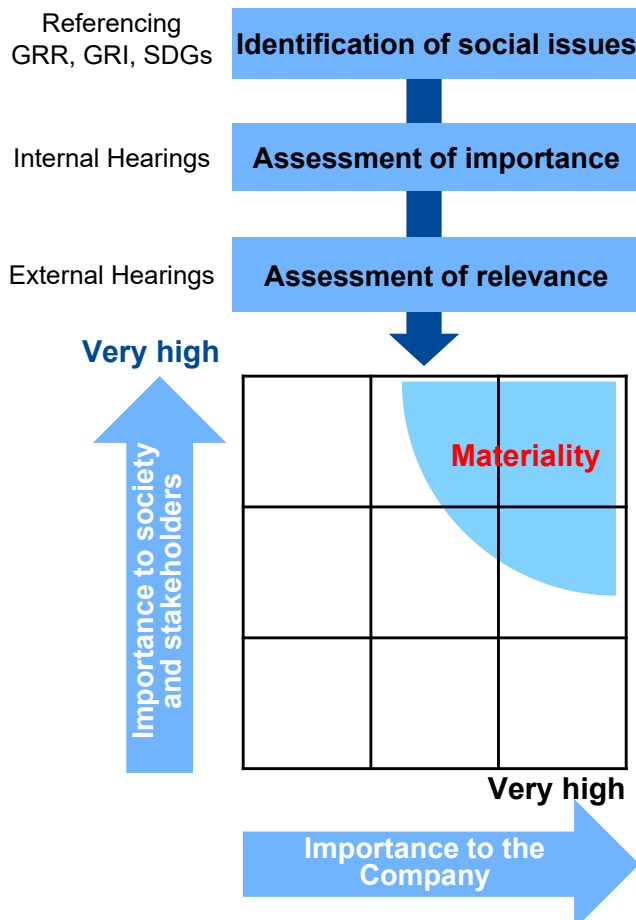 Referencing
GRR, GRI, SDGs
Identification of social issues
Internal Hearings
Assessment of importance
External Hearings
Assessment of relevance
Very high
Importance to society
and stakeholders
Materiality
Very high
Importance to the
Company